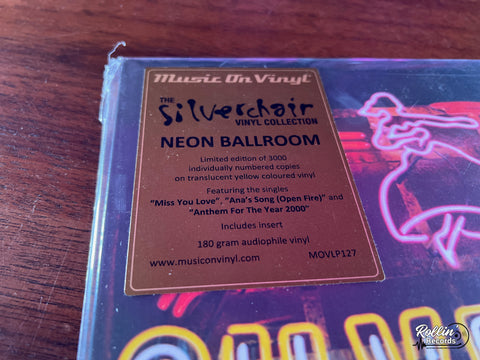 Music On Vinyl
THE
silverchair
VINYL COLLECTION
NEON BALLROOM
Limited edition of 3000
individually numbered copies
on translucent yellow coloured vinyl
Featuring the singles
“Miss You Love”, “Ana’s Song (Open Fire)” and
“Anthem For The Year 2000”
Includes insert
180 gram audiophile vinyl
www.musiconvinyl.com MOVLP127
Rollin
Records